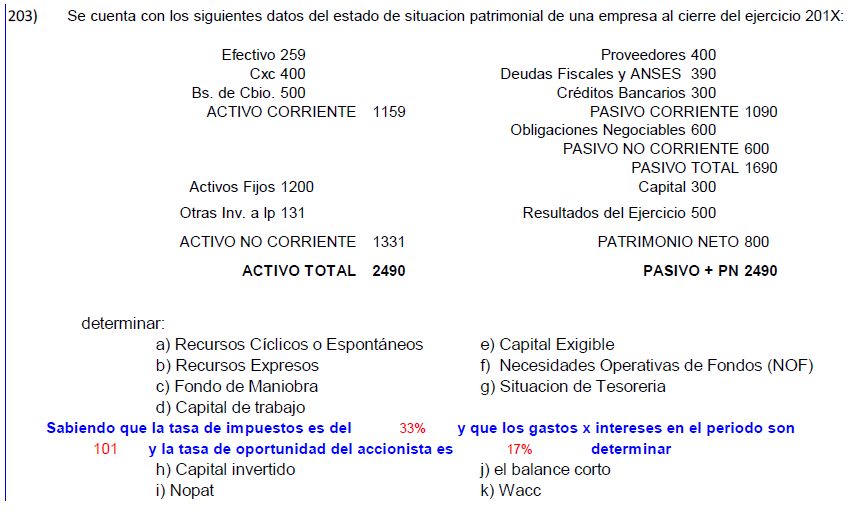 203) Se cuenta con los siguientes datos del estado de situacion patrimonial de una empresa al cierre del ejercicio 201X:
Efectivo 259 Proveedores 400
Cxc 400 Deudas Fiscales y ANSES 390
Bs. de Cbio. 500 Créditos Bancarios 300
ACTIVO CORRIENTE 1159 PASIVO CORRIENTE 1090
Obligaciones Negociables 600
PASIVO NO CORRIENTE 600
PASIVO TOTAL 1690
Activos Fijos 1200 Capital 300
Otras Inv. a lp 131 Resultados del Ejercicio 500
ACTIVO NO CORRIENTE 1331 PATRIMONIO NETO 800
ACTIVO TOTAL 2490 PASIVO + PN 2490
determinar:
a) Recursos Cíclicos o Espontáneos e) Capital Exigible
b) Recursos Expresos f) Necesidades Operativas de Fondos (NOF)
c) Fondo de Maniobra g) Situacion de Tesoreria
d) Capital de trabajo
Sabiendo que la tasa de impuestos es del 33% y que los gastos x intereses en el periodo son
101 y la tasa de oportunidad del accionista es 17% determinar
h) Capital invertido j) el balance corto
i) Nopat k) Wacc